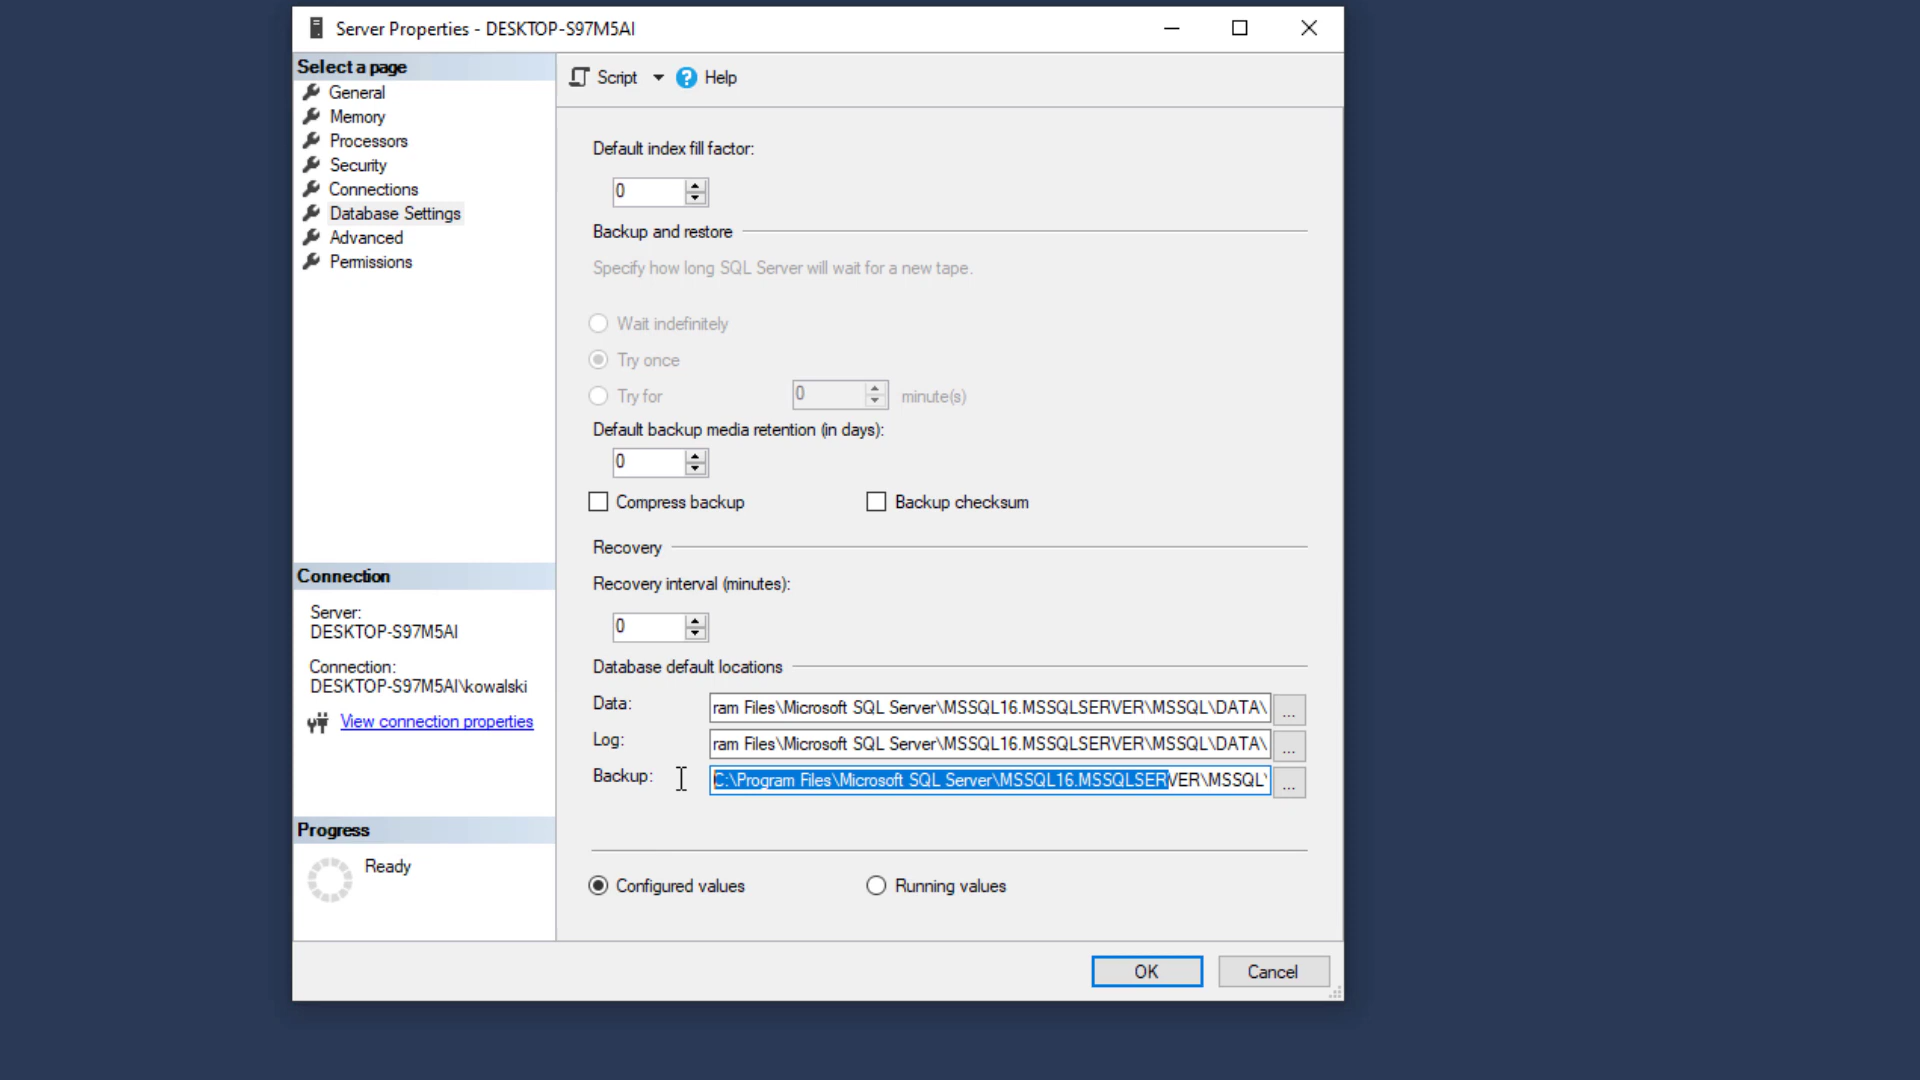 Server Properties - DESKTOP-S97M5AI
Select a page
General
Memory
Processors
Security
Connections
Database Settings
Advanced
Permissions
Script
Help
Default index fill factor:
0
Backup and restore
Specify how long SQL Server will wait for a new tape.
Wait indefinitely
Try once
Try for 0 minute(s)
Default backup media retention (in days):
0
Compress backup Backup checksum
Recovery
Recovery interval (minutes):
0
Database default locations
Data: ram Files\Microsoft SQL Server\MSSQL16.MSSQLSERVER\MSSQL\DATA\ ...
Log: ram Files\Microsoft SQL Server\MSSQL16.MSSQLSERVER\MSSQL\DATA\ ...
Backup: C:\Program Files\Microsoft SQL Server\MSSQL16.MSSQLSERVER\MSSQL\ ...
Configured values Running values
Connection
Server:
DESKTOP-S97M5AI
Connection:
DESKTOP-S97M5AI\kowalski
View connection properties
Progress
Ready
OK Cancel